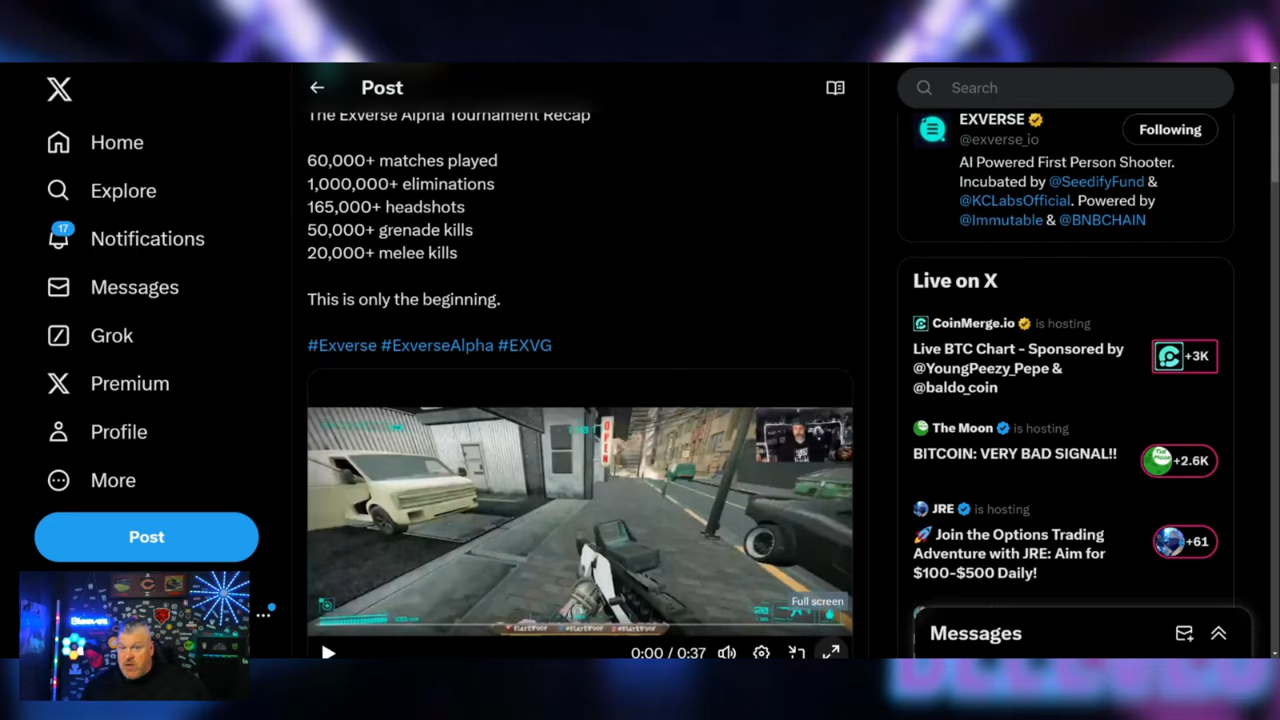 Home
Explore
17
Notifications
Messages
Grok
Premium
Profile
More
Post
Post
The Exverse Alpha Tournament Recap
60,000+ matches played
1,000,000+ eliminations
165,000+ headshots
50,000+ grenade kills
20,000+ melee kills
This is only the beginning.
#Exverse #ExverseAlpha #EXVG
OPEN
Full screen
0:00 / 0:37
Search
EXVERSE
@exverse_io
Following
AI Powered First Person Shooter.
Incubated by @SeedifyFund &
@KCLabsOfficial. Powered by
@Immutable & @BNBCHAIN
Live on X
CoinMerge.io is hosting
Live BTC Chart - Sponsored by
@YoungPeezy_Pepe &
@baldo_coin
+3K
The Moon is hosting
BITCOIN: VERY BAD SIGNAL!!
+2.6K
JRE is hosting
🚀 Join the Options Trading
Adventure with JRE: Aim for
$100-$500 Daily!
+61
Messages